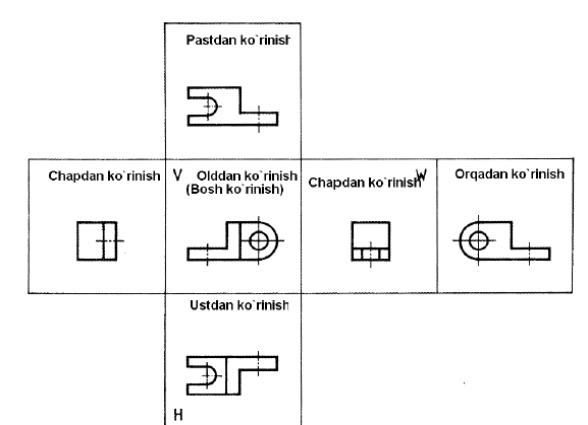 Pastdan ko`rinish
Chapdan ko`rinish
V Olddan ko`rinish
(Bosh ko`rinish)
Chapdan ko`rinish W
Orqadan ko`rinish
Ustdan ko`rinish
H